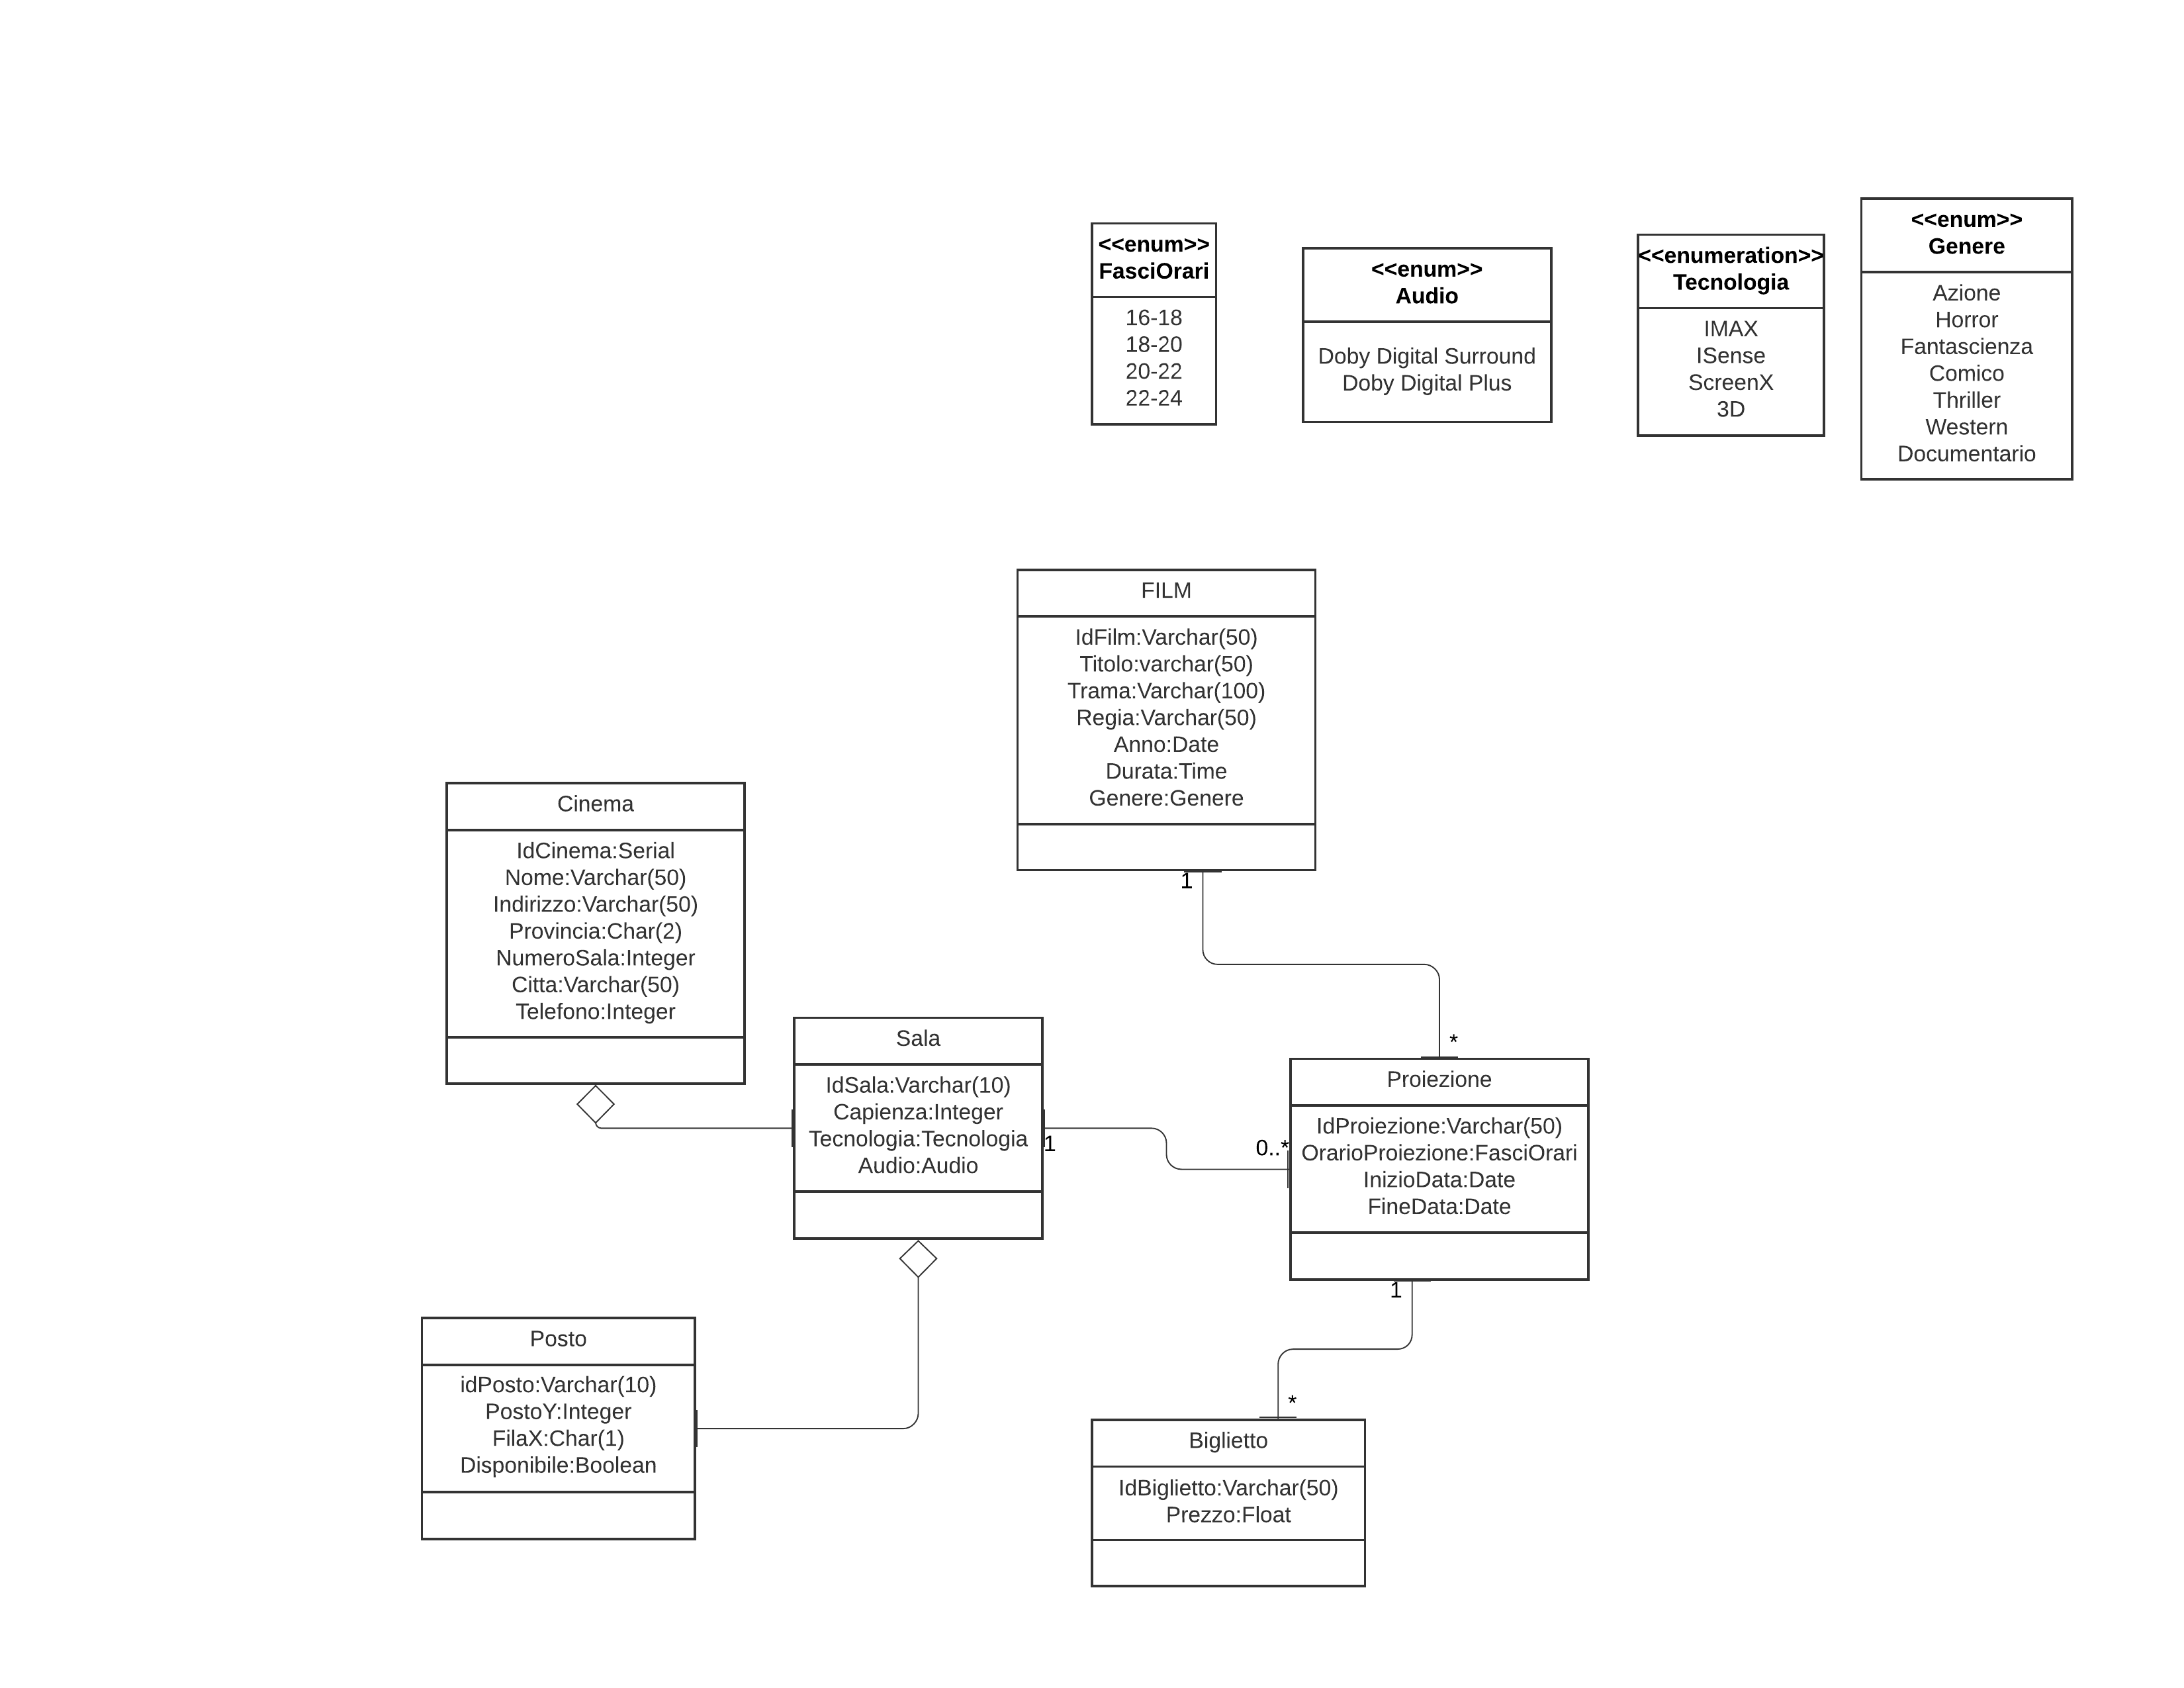 <<enum>>
FasciOrari
16-18
18-20
20-22
22-24
<<enum>>
Audio
Doby Digital Surround
Doby Digital Plus
<<enumeration>>
Tecnologia
IMAX
ISense
ScreenX
3D
<<enum>>
Genere
Azione
Horror
Fantascienza
Comico
Thriller
Western
Documentario
FILM
IdFilm:Varchar(50)
Titolo:varchar(50)
Trama:Varchar(100)
Regia:Varchar(50)
Anno:Date
Durata:Time
Genere:Genere
1
*
Cinema
IdCinema:Serial
Nome:Varchar(50)
Indirizzo:Varchar(50)
Provincia:Char(2)
NumeroSala:Integer
Citta:Varchar(50)
Telefono:Integer
Sala
IdSala:Varchar(10)
Capienza:Integer
Tecnologia:Tecnologia
Audio:Audio
1
0..*
Proiezione
IdProiezione:Varchar(50)
OrarioProiezione:FasciOrari
InizioData:Date
FineData:Date
1
*
Posto
idPosto:Varchar(10)
PostoY:Integer
FilaX:Char(1)
Disponibile:Boolean
Biglietto
IdBiglietto:Varchar(50)
Prezzo:Float